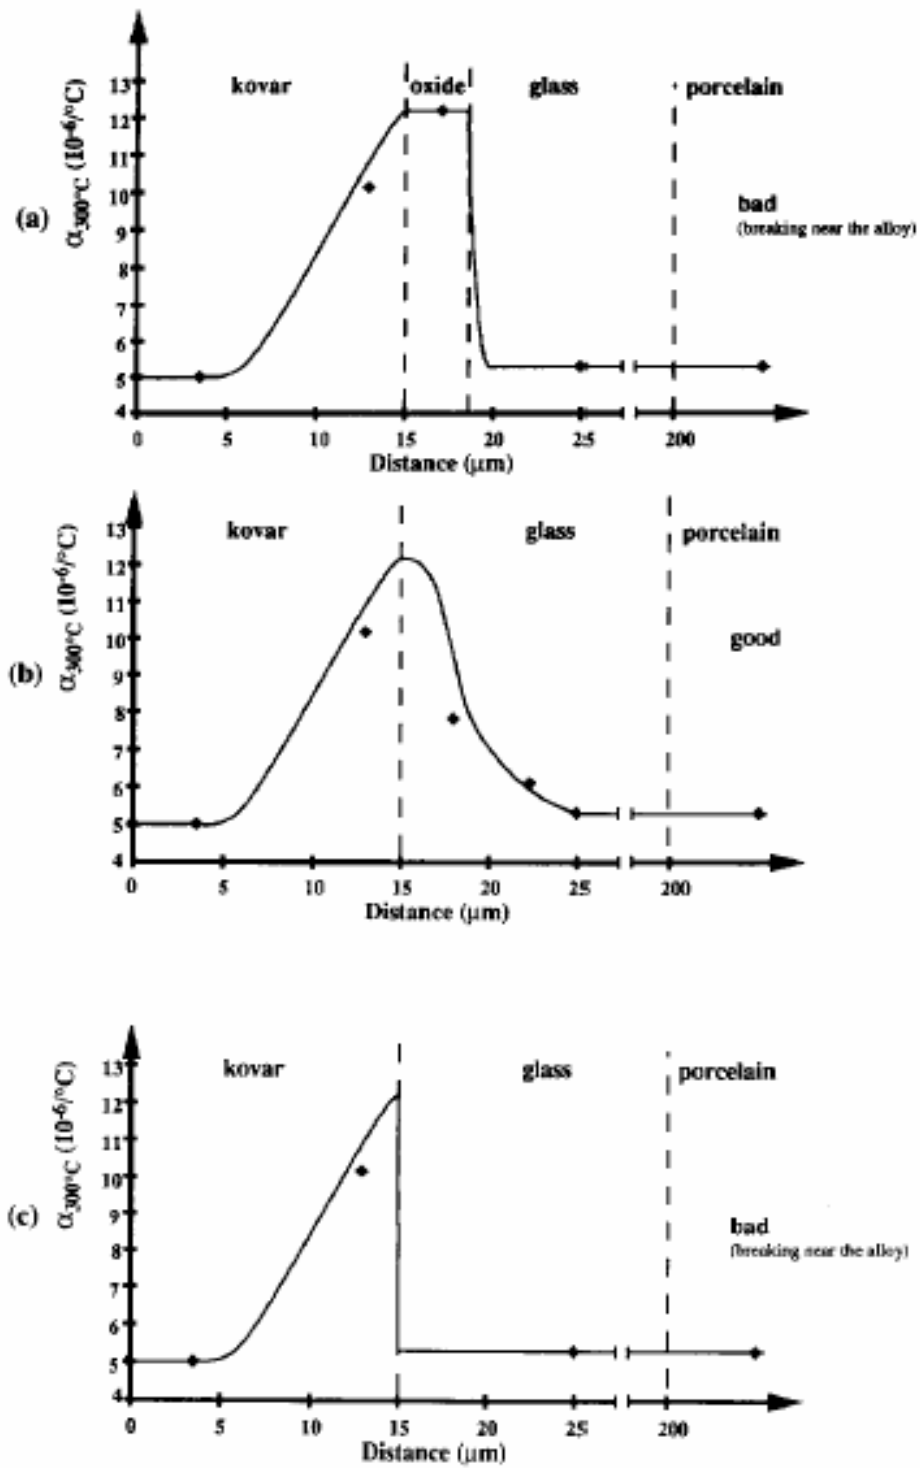 (a)
α300°C (10-6/°C)
13
12
11
10
9
8
7
6
5
4
kovar oxide glass porcelain
bad
(breaking near the alloy)
0 5 10 15 20 25 200
Distance (μm)
(b)
α300°C (10-6/°C)
13
12
11
10
9
8
7
6
5
4
kovar glass porcelain
good
0 5 10 15 20 25 200
Distance (μm)
(c)
α300°C (10-6/°C)
13
12
11
10
9
8
7
6
5
4
kovar glass porcelain
bad
(breaking near the alloy)
0 5 10 15 20 25 200
Distance (μm)